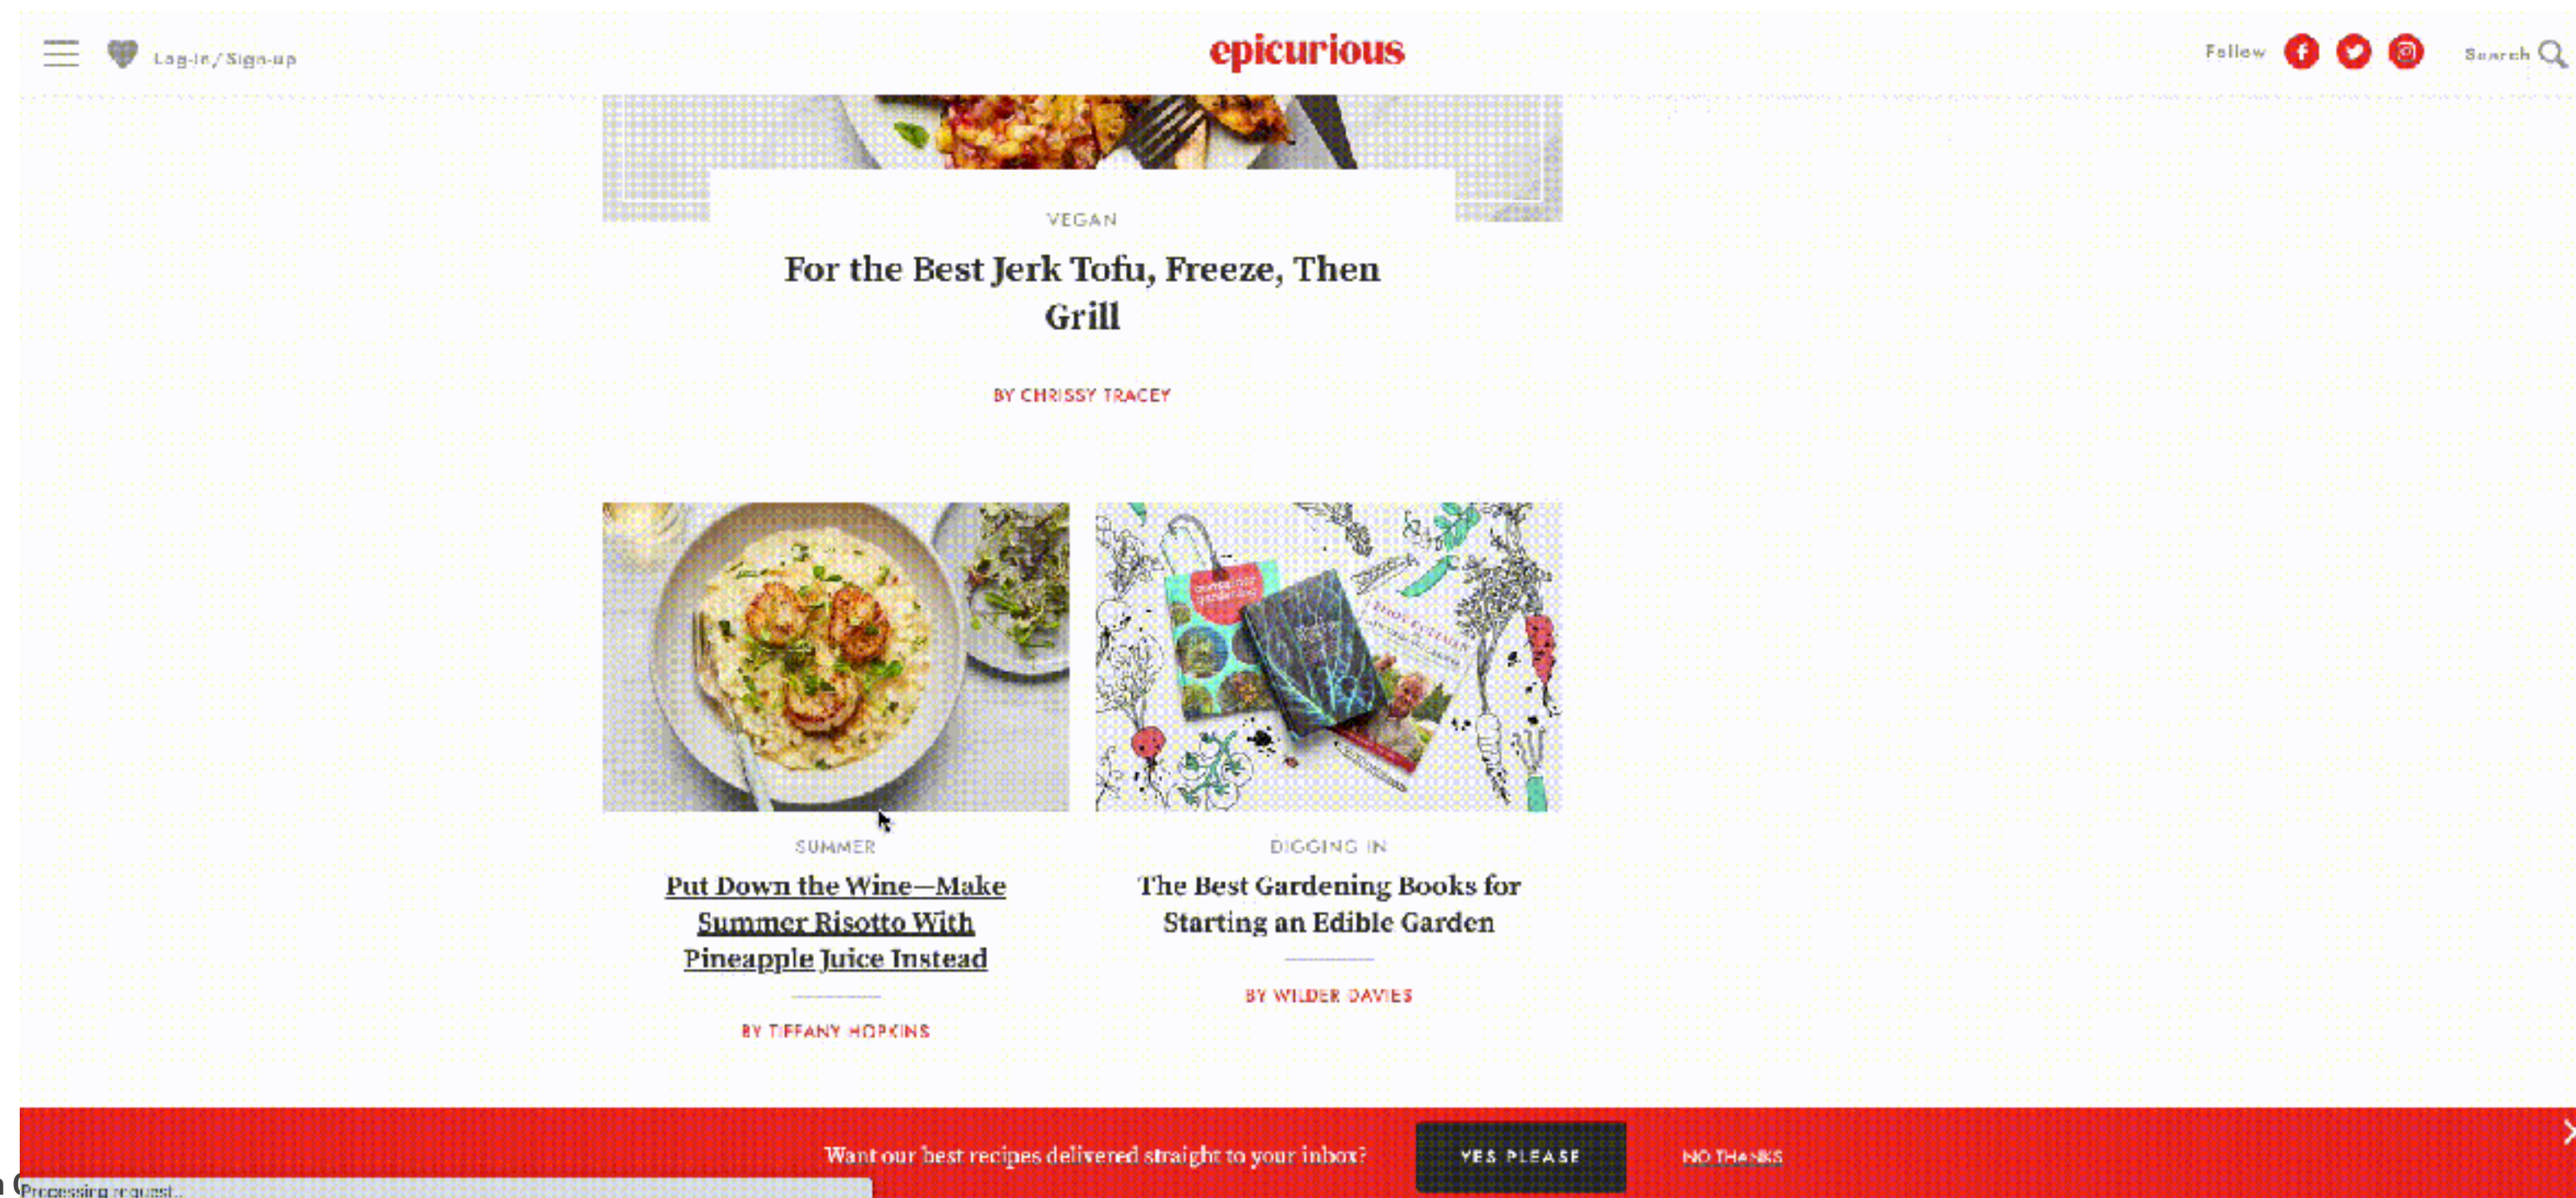 Log-In/Sign-up
epicurious
Follow
Search
VEGAN
For the Best Jerk Tofu, Freeze, Then
Grill
BY CHRISSY TRACEY
container
gardening
SUMMER
Put Down the Wine—Make
Summer Risotto With
Pineapple Juice Instead
BY TIFFANY HOPKINS
DIGGING IN
The Best Gardening Books for
Starting an Edible Garden
BY WILDER DAVIES
Want our best recipes delivered straight to your inbox?
YES PLEASE
NO THANKS
Processing request...